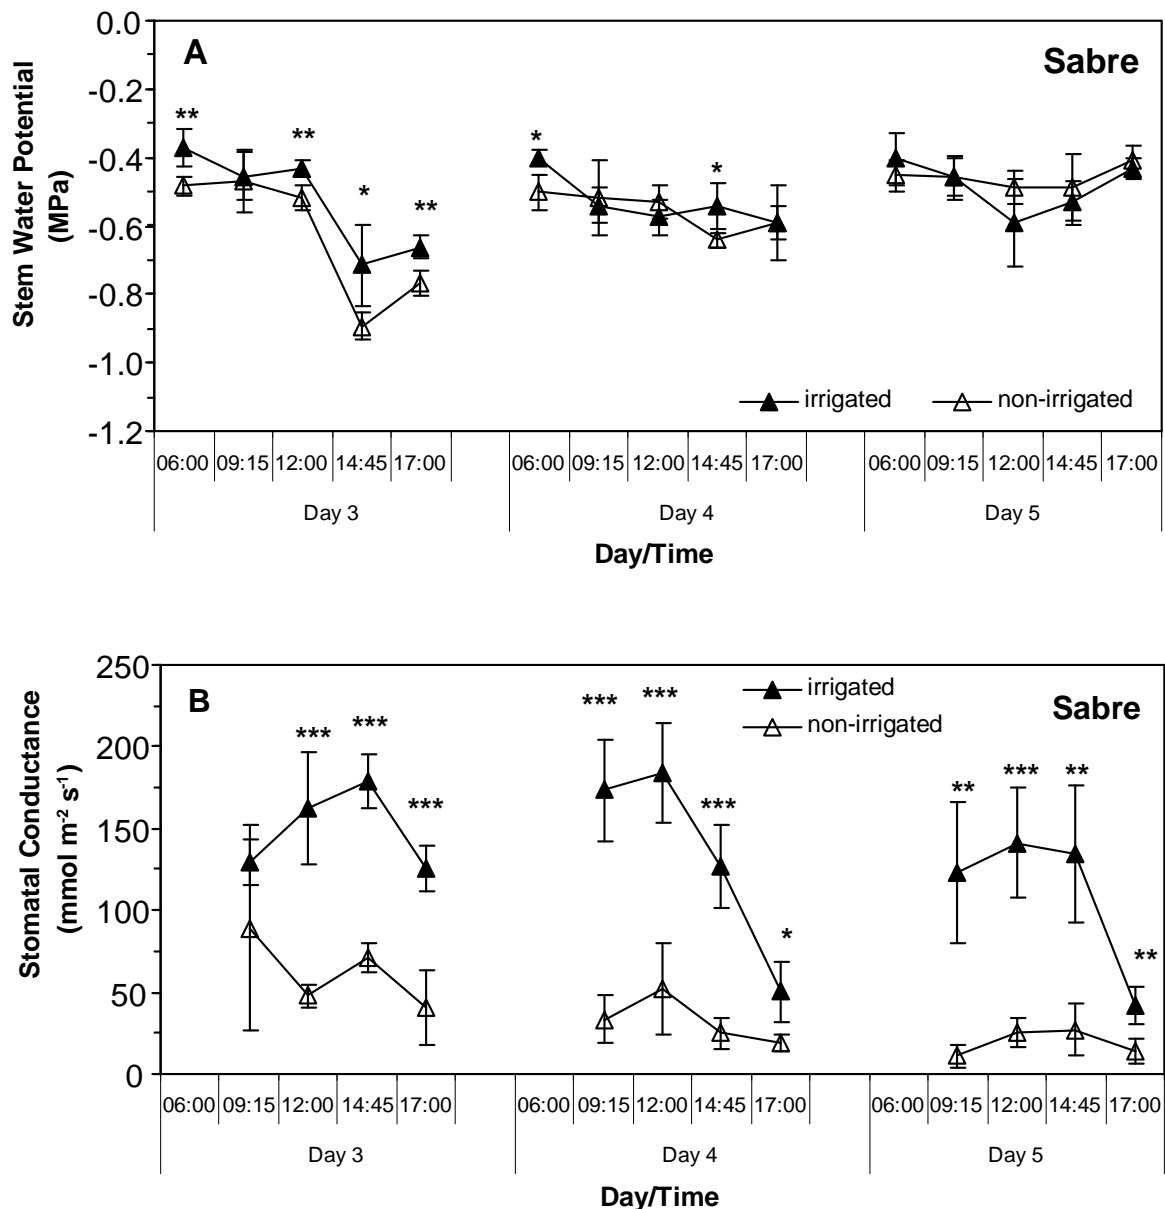 0.0
A
Sabre
-0.2
**
**
*
*
-0.4
*
**
-0.6
-0.8
-1.0
irrigated
non-irrigated
-1.2
Stem Water Potential
(MPa)
06:00 09:15 12:00 14:45 17:00 06:00 09:15 12:00 14:45 17:00 06:00 09:15 12:00 14:45 17:00
Day 3 Day 4 Day 5
Day/Time
250
B
irrigated
non-irrigated
Sabre
*** ***
*** ***
200
** *** **
*** ***
150
* **
100
50
0
Stomatal Conductance
(mmol m-2 s-1)
06:00 09:15 12:00 14:45 17:00 06:00 09:15 12:00 14:45 17:00 06:00 09:15 12:00 14:45 17:00
Day 3 Day 4 Day 5
Day/Time